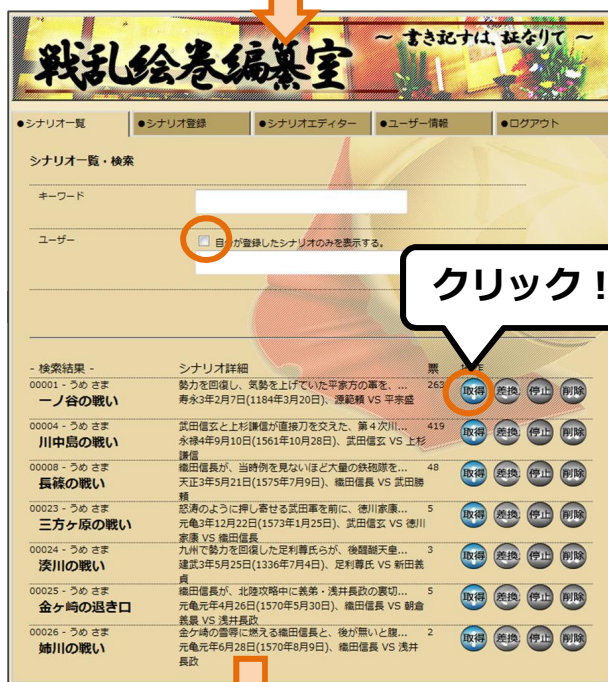 戦乱絵巻編纂室
～ 書き記すは、証なりて ～
●シナリオ一覧 ●シナリオ登録 ●シナリオエディター ●ユーザー情報 ●ログアウト
シナリオ一覧・検索
キーワード
ユーザー
自分が登録したシナリオのみを表示する。
クリック！
- 検索結果 - シナリオ詳細 票 操作
00001 - うめ さま 勢力を回復し、気勢を上げていた平家方の軍を、... 263 取得 差換 停止 削除
一ノ谷の戦い 寿永3年2月7日(1184年3月20日)、源範頼 VS 平宗盛
00004 - うめ さま 武田信玄と上杉謙信が直接刀を交えた、第４次川... 419 取得 差換 停止 削除
川中島の戦い 永禄4年9月10日(1561年10月28日)、武田信玄 VS 上杉
謙信
00008 - うめ さま 織田信長が、当時例を見ないほど大量の鉄砲隊を... 48 取得 差換 停止 削除
長篠の戦い 天正3年5月21日(1575年7月9日)、織田信長 VS 武田勝
頼
00023 - うめ さま 怒涛のように押し寄せる武田軍を前に、徳川家康... 5 取得 差換 停止 削除
三方ヶ原の戦い 元亀3年12月22日(1573年1月25日)、武田信玄 VS 徳川
家康 VS 織田信長
00024 - うめ さま 九州で勢力を回復した足利尊氏らが、後醍醐天皇... 3 取得 差換 停止 削除
湊川の戦い 建武3年5月25日(1336年7月4日)、足利尊氏 VS 新田義
貞
00025 - うめ さま 織田信長が、北陸攻略中に義弟・浅井長政の裏切... 5 取得 差換 停止 削除
金ヶ崎の退き口 元亀元年4月26日(1570年5月30日)、織田信長 VS 朝倉
義景 VS 浅井長政
00026 - うめ さま 金ケ崎の雪辱に燃える織田信長と、後が無いと腹... 2 取得 差換 停止 削除
姉川の戦い 元亀元年6月28日(1570年8月9日)、織田信長 VS 浅井
長政